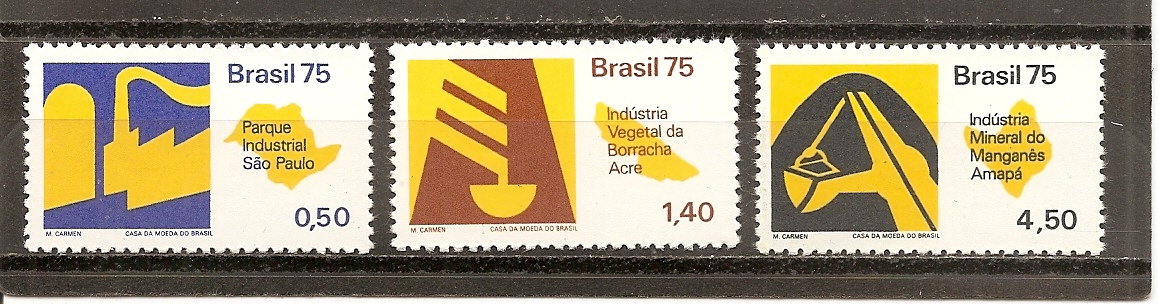 Brasil 75
Parque
Industrial
São Paulo
0,50
M. CARMEN CASA DA MOEDA DO BRASIL
Brasil 75
Indústria
Vegetal da
Borracha
Acre
1,40
M. CARMEN CASA DA MOEDA DO BRASIL
Brasil 75
Indústria
Mineral do
Manganês
Amapá
4,50
M. CARMEN CASA DA MOEDA DO BRASIL